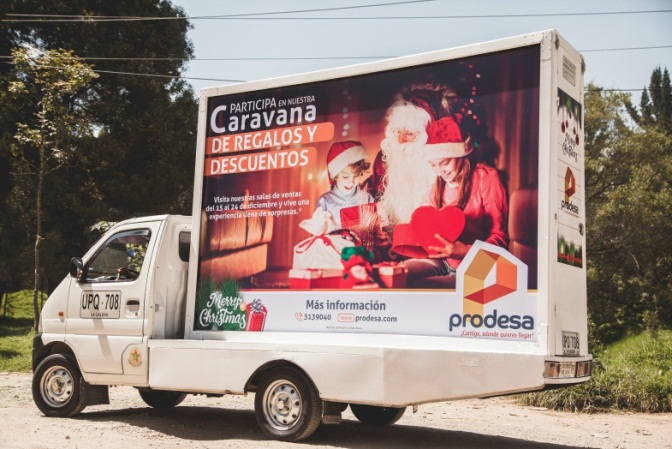 PARTICIPA EN NUESTRA
Caravana
DE REGALOS Y
DESCUENTOS
Visita nuestras salas de ventas
del 15 al 24 de diciembre y vive una
experiencia llena de sorpresas.*
Merry
Christmas
Más información
3139040 www.prodesa.com
prodesa
¡Contigo, adonde quieres llegar!
UPQ·708
LA CALERA
prodesa